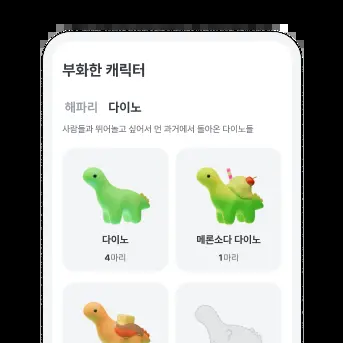 부화한 캐릭터
해파리 다이노
사람들과 뛰어놀고 싶어서 먼 과거에서 돌아온 다이노들
다이노
메론소다 다이노
4마리
1마리